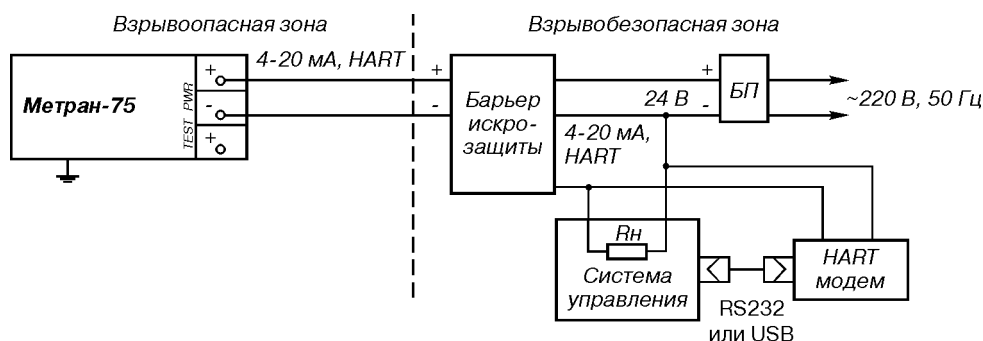 Взрывоопасная зона
Взрывобезопасная зона
4-20 мА, HART
Метран-75
TEST PWR
+
-
+
+
-
Барьер
искро-
защиты
+
24 В
-
БП
~220 В, 50 Гц
4-20 мА,
HART
Rн
Система
управления
HART
модем
RS232
или USB